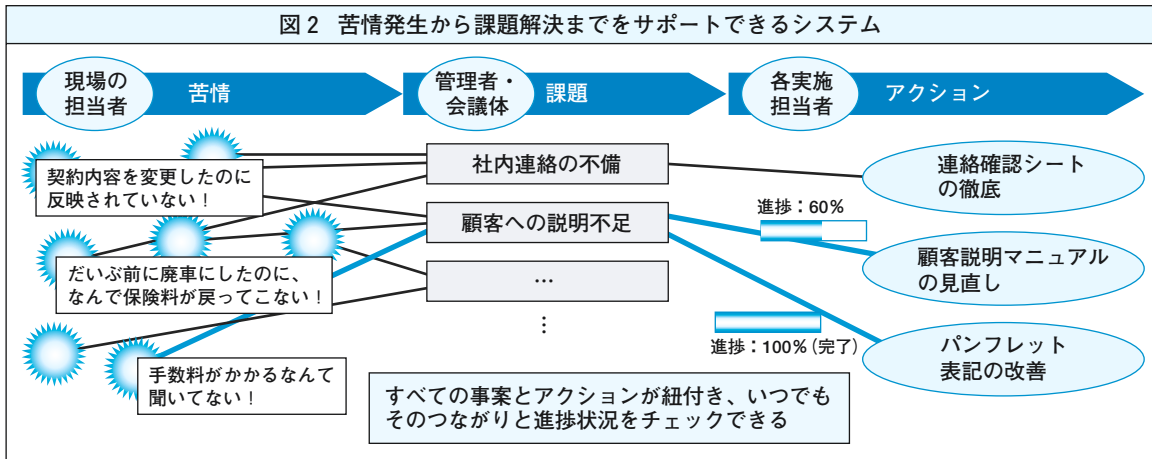 図2 苦情発生から課題解決までをサポートできるシステム
現場の
担当者
苦情
管理者・
会議体
課題
各実施
担当者
アクション
契約内容を変更したのに
反映されていない！
だいぶ前に廃車にしたのに、
なんで保険料が戻ってこない！
手数料がかかるなんて
聞いてない！
社内連絡の不備
顧客への説明不足
…
⋮
進捗：60％
進捗：100％（完了）
連絡確認シート
の徹底
顧客説明マニュアル
の見直し
パンフレット
表記の改善
すべての事案とアクションが紐付き、いつでも
そのつながりと進捗状況をチェックできる